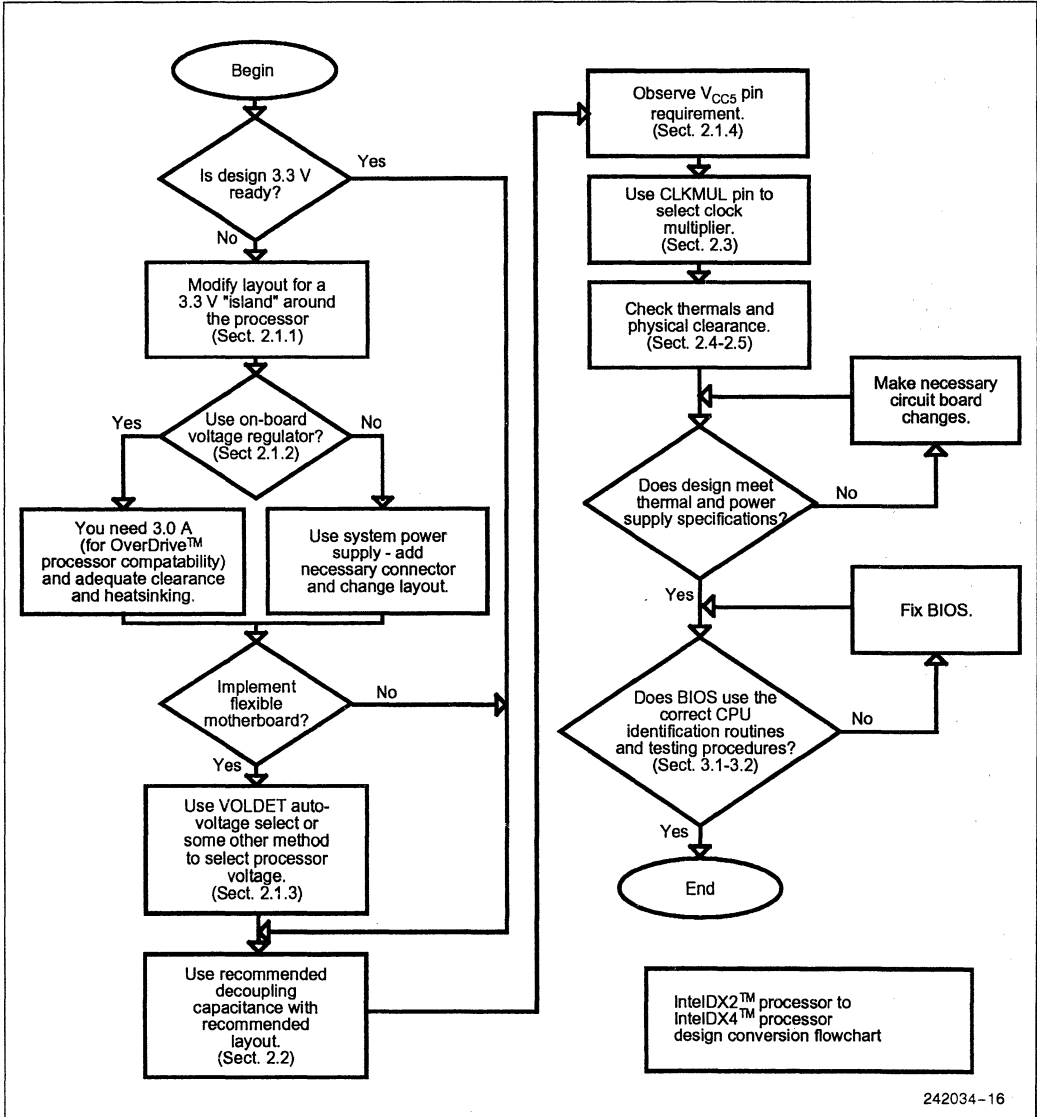 Begin
Is design 3.3 V
ready?
Yes
No
Modify layout for a
3.3 V "island" around
the processor
(Sect. 2.1.1)
Use on-board
voltage regulator?
(Sect 2.1.2)
Yes
No
You need 3.0 A
(for OverDrive™
processor compatability)
and adequate clearance
and heatsinking.
Use system power
supply - add
necessary connector
and change layout.
Implement
flexible
motherboard?
No
Yes
Use VOLDET auto-
voltage select or
some other method
to select processor
voltage.
(Sect. 2.1.3)
Use recommended
decoupling
capacitance with
recommended
layout.
(Sect. 2.2)
Observe VCC5 pin
requirement.
(Sect. 2.1.4)
Use CLKMUL pin to
select clock
multiplier.
(Sect. 2.3)
Check thermals and
physical clearance.
(Sect. 2.4-2.5)
Make necessary
circuit board
changes.
Does design meet
thermal and power
supply specifications?
No
Yes
Fix BIOS.
Does BIOS use the
correct CPU
identification routines
and testing procedures?
(Sect. 3.1-3.2)
No
Yes
End
IntelDX2™ processor to
IntelDX4™ processor
design conversion flowchart
242034-16